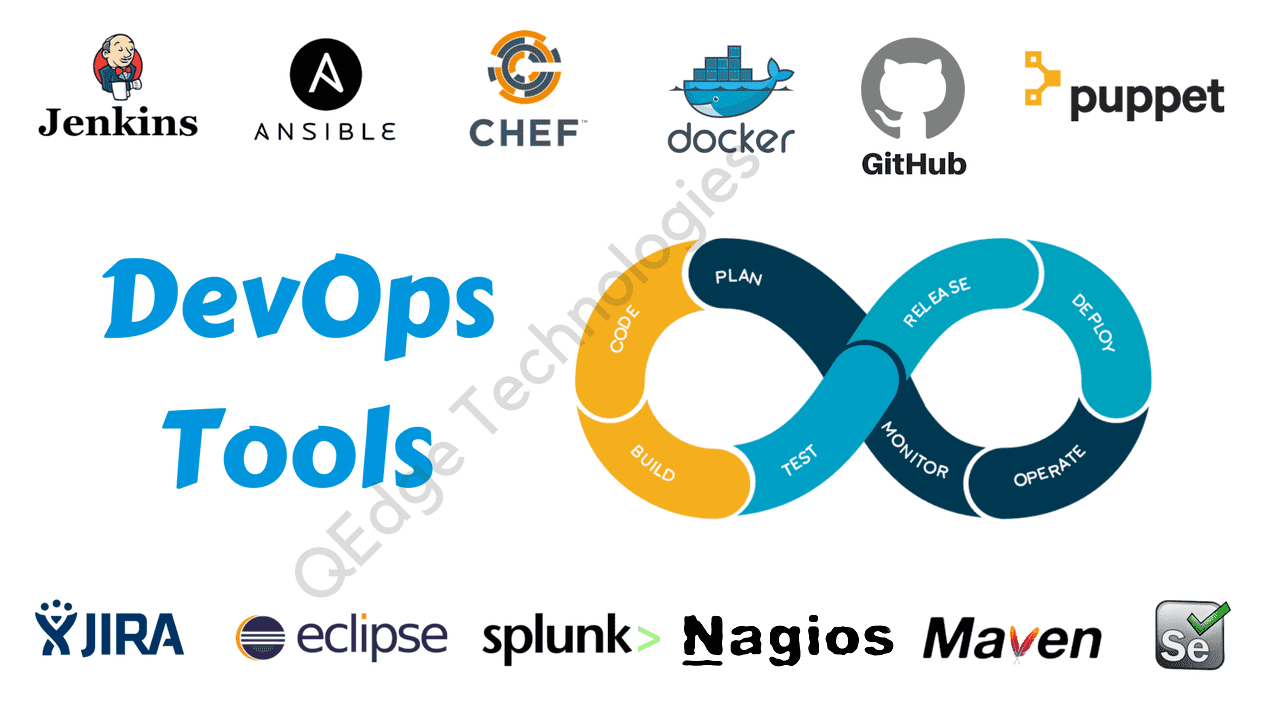 Jenkins
ANSIBLE
CHEF™
docker
GitHub
puppet
DevOps
Tools
PLAN
CODE
BUILD
TEST
RELEASE
DEPLOY
OPERATE
MONITOR
QEdge Technologies
JIRA
eclipse
splunk>
Nagios
Maven
Se